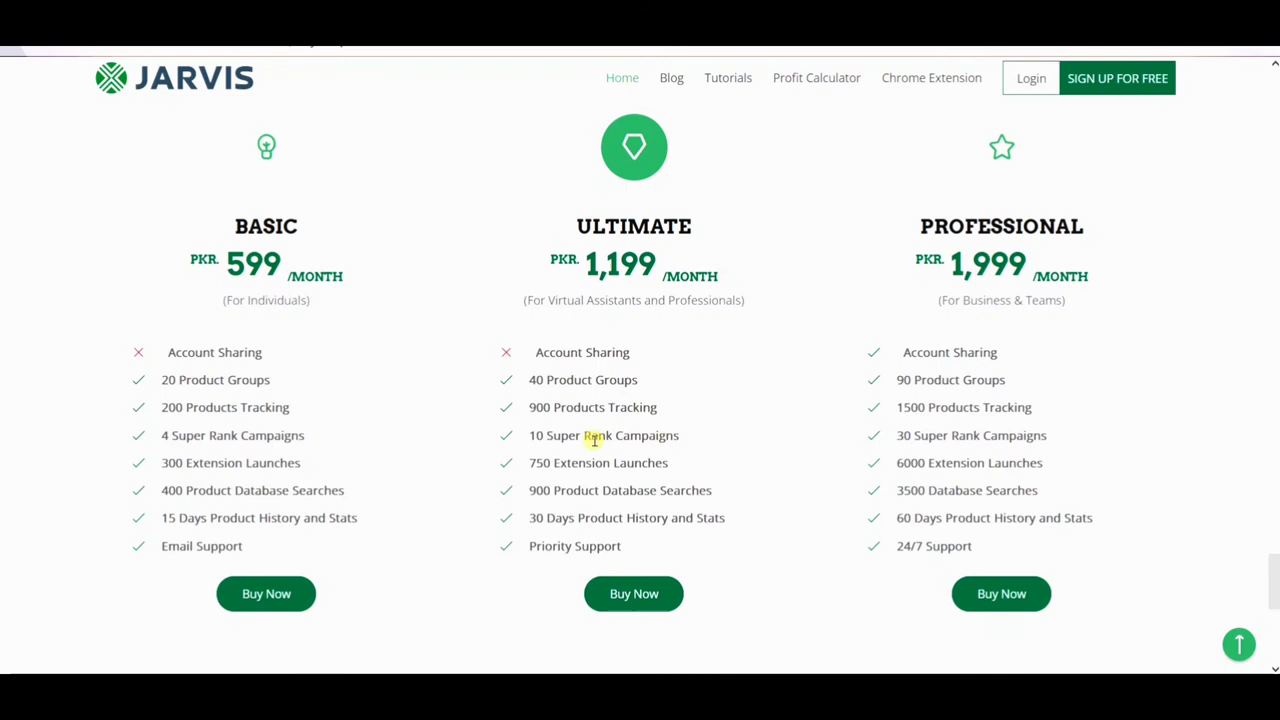 JARVIS
Home Blog Tutorials Profit Calculator Chrome Extension Login SIGN UP FOR FREE
BASIC
PKR. 599 /MONTH
(For Individuals)
Account Sharing
20 Product Groups
200 Products Tracking
4 Super Rank Campaigns
300 Extension Launches
400 Product Database Searches
15 Days Product History and Stats
Email Support
Buy Now
ULTIMATE
PKR. 1,199 /MONTH
(For Virtual Assistants and Professionals)
Account Sharing
40 Product Groups
900 Products Tracking
10 Super Rank Campaigns
750 Extension Launches
900 Product Database Searches
30 Days Product History and Stats
Priority Support
Buy Now
PROFESSIONAL
PKR. 1,999 /MONTH
(For Business & Teams)
Account Sharing
90 Product Groups
1500 Products Tracking
30 Super Rank Campaigns
6000 Extension Launches
3500 Database Searches
60 Days Product History and Stats
24/7 Support
Buy Now